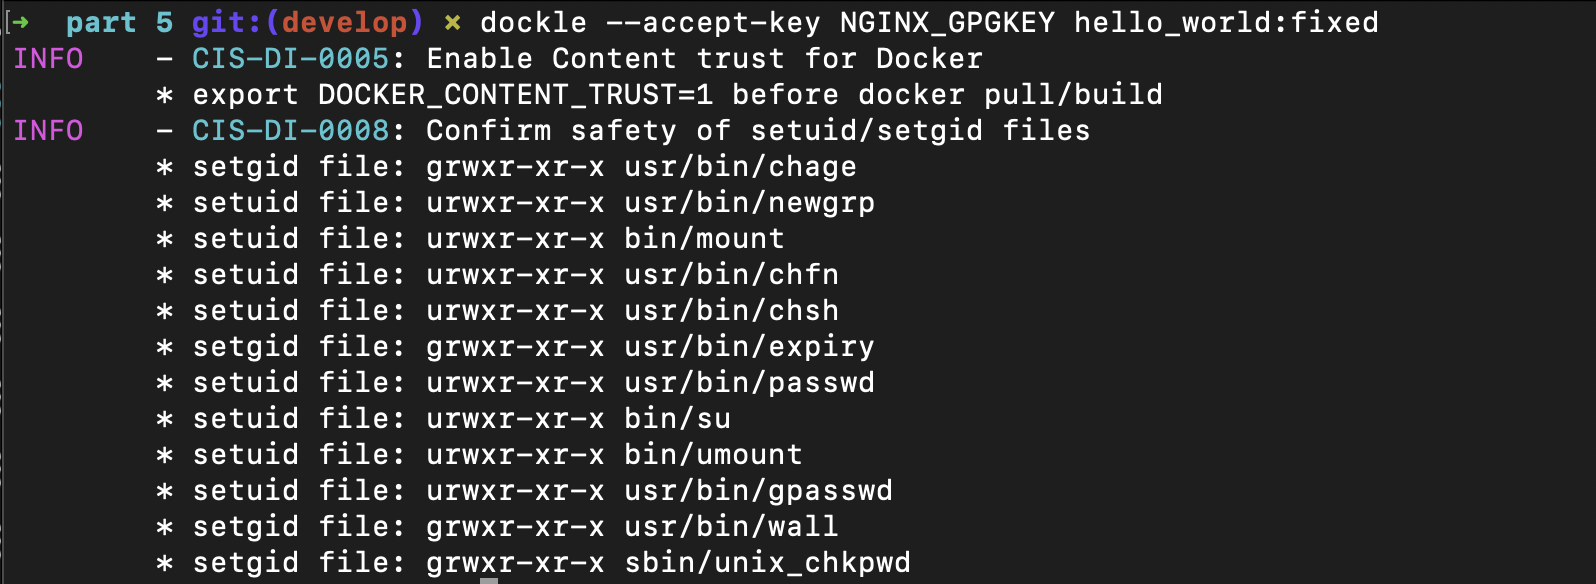 [➜ part 5 git:(develop) ✗ dockle --accept-key NGINX_GPGKEY hello_world:fixed
INFO - CIS-DI-0005: Enable Content trust for Docker
* export DOCKER_CONTENT_TRUST=1 before docker pull/build
INFO - CIS-DI-0008: Confirm safety of setuid/setgid files
* setgid file: grwxr-xr-x usr/bin/chage
* setuid file: urwxr-xr-x usr/bin/newgrp
* setuid file: urwxr-xr-x bin/mount
* setuid file: urwxr-xr-x usr/bin/chfn
* setuid file: urwxr-xr-x usr/bin/chsh
* setgid file: grwxr-xr-x usr/bin/expiry
* setuid file: urwxr-xr-x usr/bin/passwd
* setuid file: urwxr-xr-x bin/su
* setuid file: urwxr-xr-x bin/umount
* setuid file: urwxr-xr-x usr/bin/gpasswd
* setgid file: grwxr-xr-x usr/bin/wall
* setgid file: grwxr-xr-x sbin/unix_chkpwd